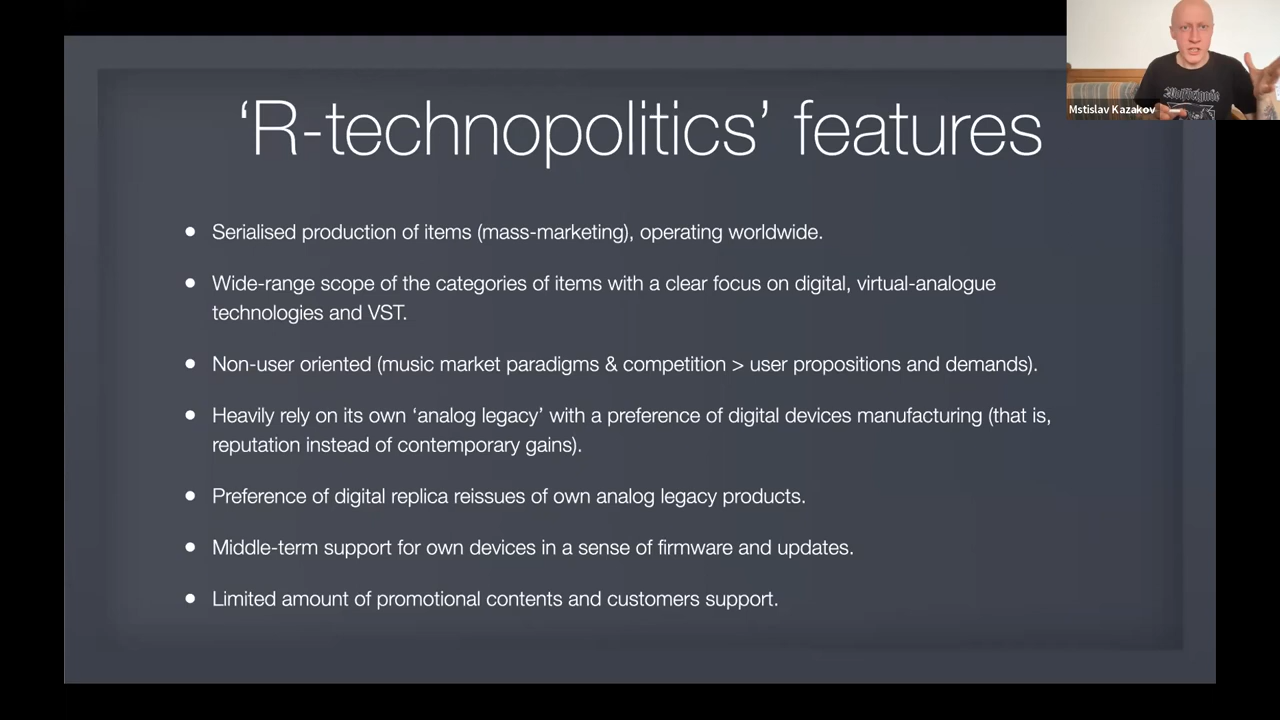 ‘R-technopolitics’ features
Mstislav Kazakov
• Serialised production of items (mass-marketing), operating worldwide.
• Wide-range scope of the categories of items with a clear focus on digital, virtual-analogue
technologies and VST.
• Non-user oriented (music market paradigms & competition > user propositions and demands).
• Heavily rely on its own ‘analog legacy’ with a preference of digital devices manufacturing (that is,
reputation instead of contemporary gains).
• Preference of digital replica reissues of own analog legacy products.
• Middle-term support for own devices in a sense of firmware and updates.
• Limited amount of promotional contents and customers support.